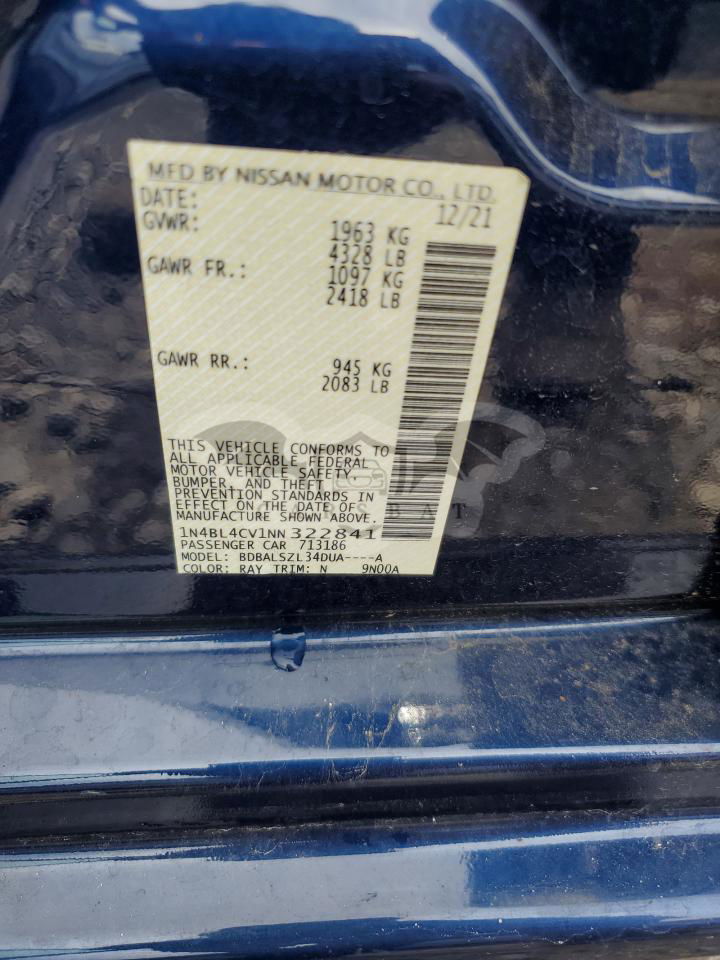 MFD BY NISSAN MOTOR CO., LTD.
DATE: 12/21
GVWR: 1963 KG
4328 LB
GAWR FR.: 1097 KG
2418 LB
GAWR RR.: 945 KG
2083 LB
THIS VEHICLE CONFORMS TO
ALL APPLICABLE FEDERAL
MOTOR VEHICLE SAFETY,
BUMPER, AND THEFT
PREVENTION STANDARDS IN
EFFECT ON THE DATE OF
MANUFACTURE SHOWN ABOVE.
1N4BL4CV1NN322841
PASSENGER CAR 713186
MODEL: BDBALSZL34DUA----A
COLOR: RAY TRIM: N 9N00A